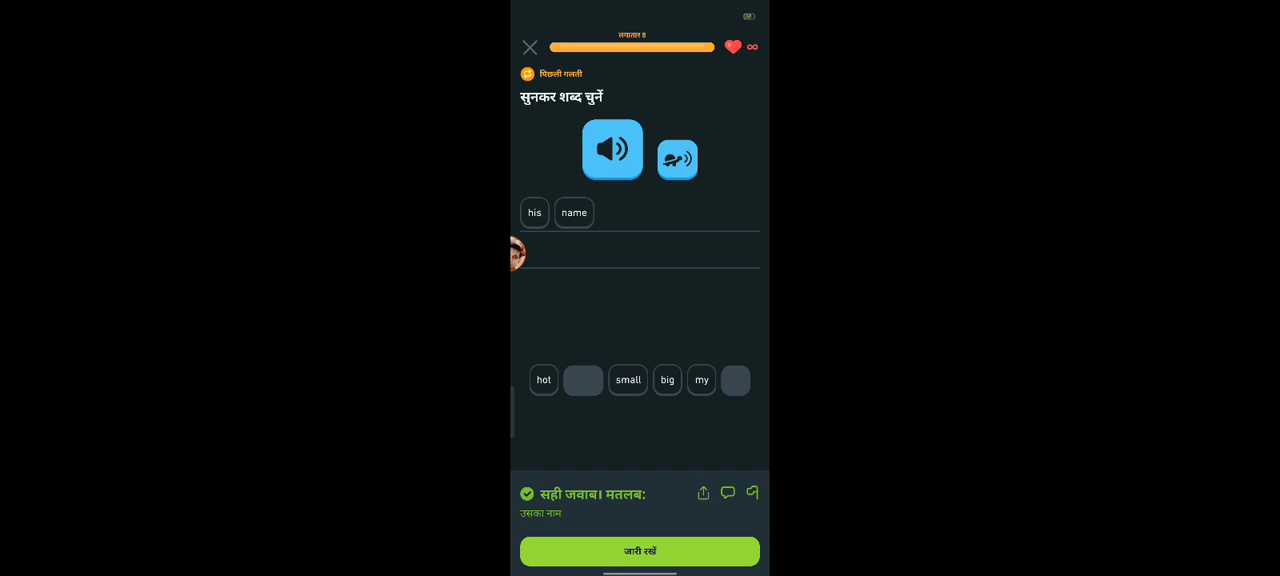 लगातार 8
पिछली गलती
सुनकर शब्द चुनें
his name
hot small big my
सही जवाब। मतलब:
उसका नाम
जारी रखें